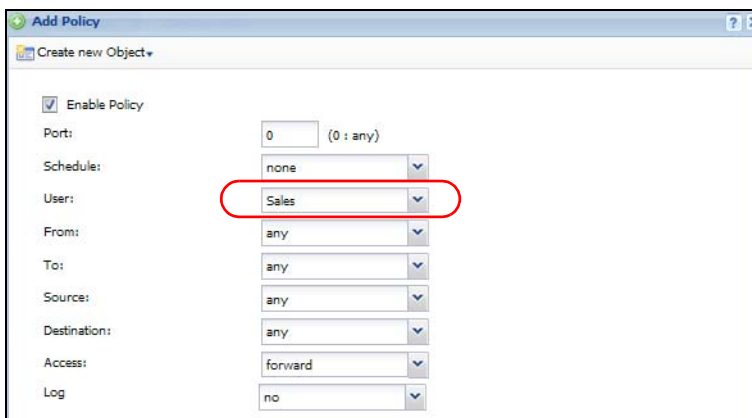 Add Policy ?
Create new Object
Enable Policy
Port: 0 (0 : any)
Schedule: none
User: Sales
From: any
To: any
Source: any
Destination: any
Access: forward
Log no